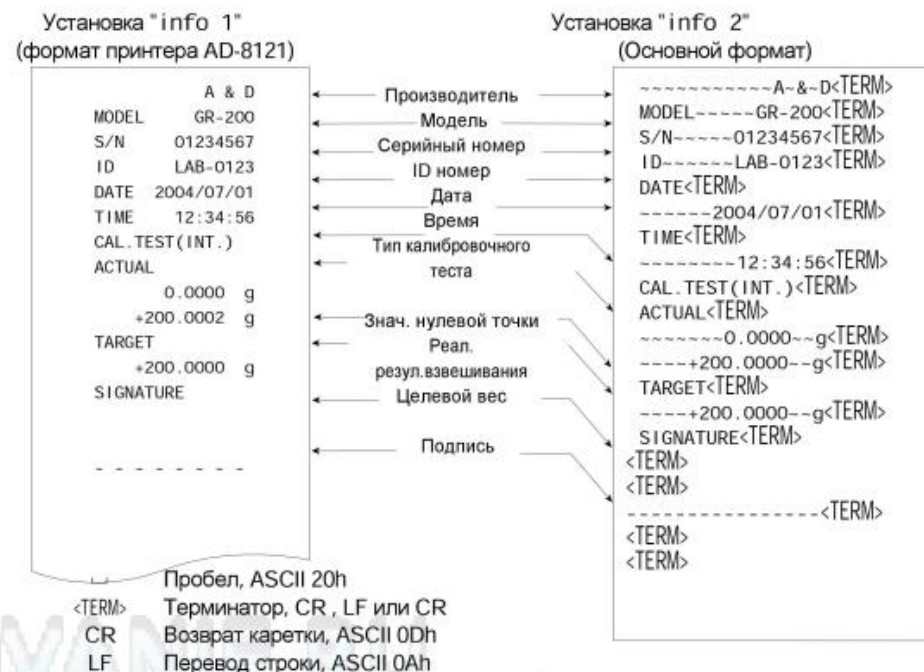 Установка "info 1"
(формат принтера AD-8121)
A & D
MODEL GR-200
S/N 01234567
ID LAB-0123
DATE 2004/07/01
TIME 12:34:56
CAL.TEST(INT.)
ACTUAL
0.0000 g
+200.0002 g
TARGET
+200.0000 g
SIGNATURE
- - - - - - - -
Производитель
Модель
Серийный номер
ID номер
Дата
Время
Тип калибровочного
теста
Знач. нулевой точки
Реал.
резул.взвешивания
Целевой вес
Подпись
Установка "info 2"
(Основной формат)
~~~~~~~~~~~A~&~D<TERM>
MODEL~~~~~GR-200<TERM>
S/N~~~~~01234567<TERM>
ID~~~~~~LAB-0123<TERM>
DATE<TERM>
~~~~~~2004/07/01<TERM>
TIME<TERM>
~~~~~~~~12:34:56<TERM>
CAL.TEST(INT.)<TERM>
ACTUAL<TERM>
~~~~~~~0.0000~~g<TERM>
~~~~+200.0000~~g<TERM>
TARGET<TERM>
~~~~+200.0000~~g<TERM>
SIGNATURE<TERM>
<TERM>
<TERM>
----------------<TERM>
<TERM>
<TERM>
Пробел, ASCII 20h
<TERM> Терминатор, CR , LF или CR
CR Возврат каретки, ASCII 0Dh
LF Перевод строки, ASCII 0Ah